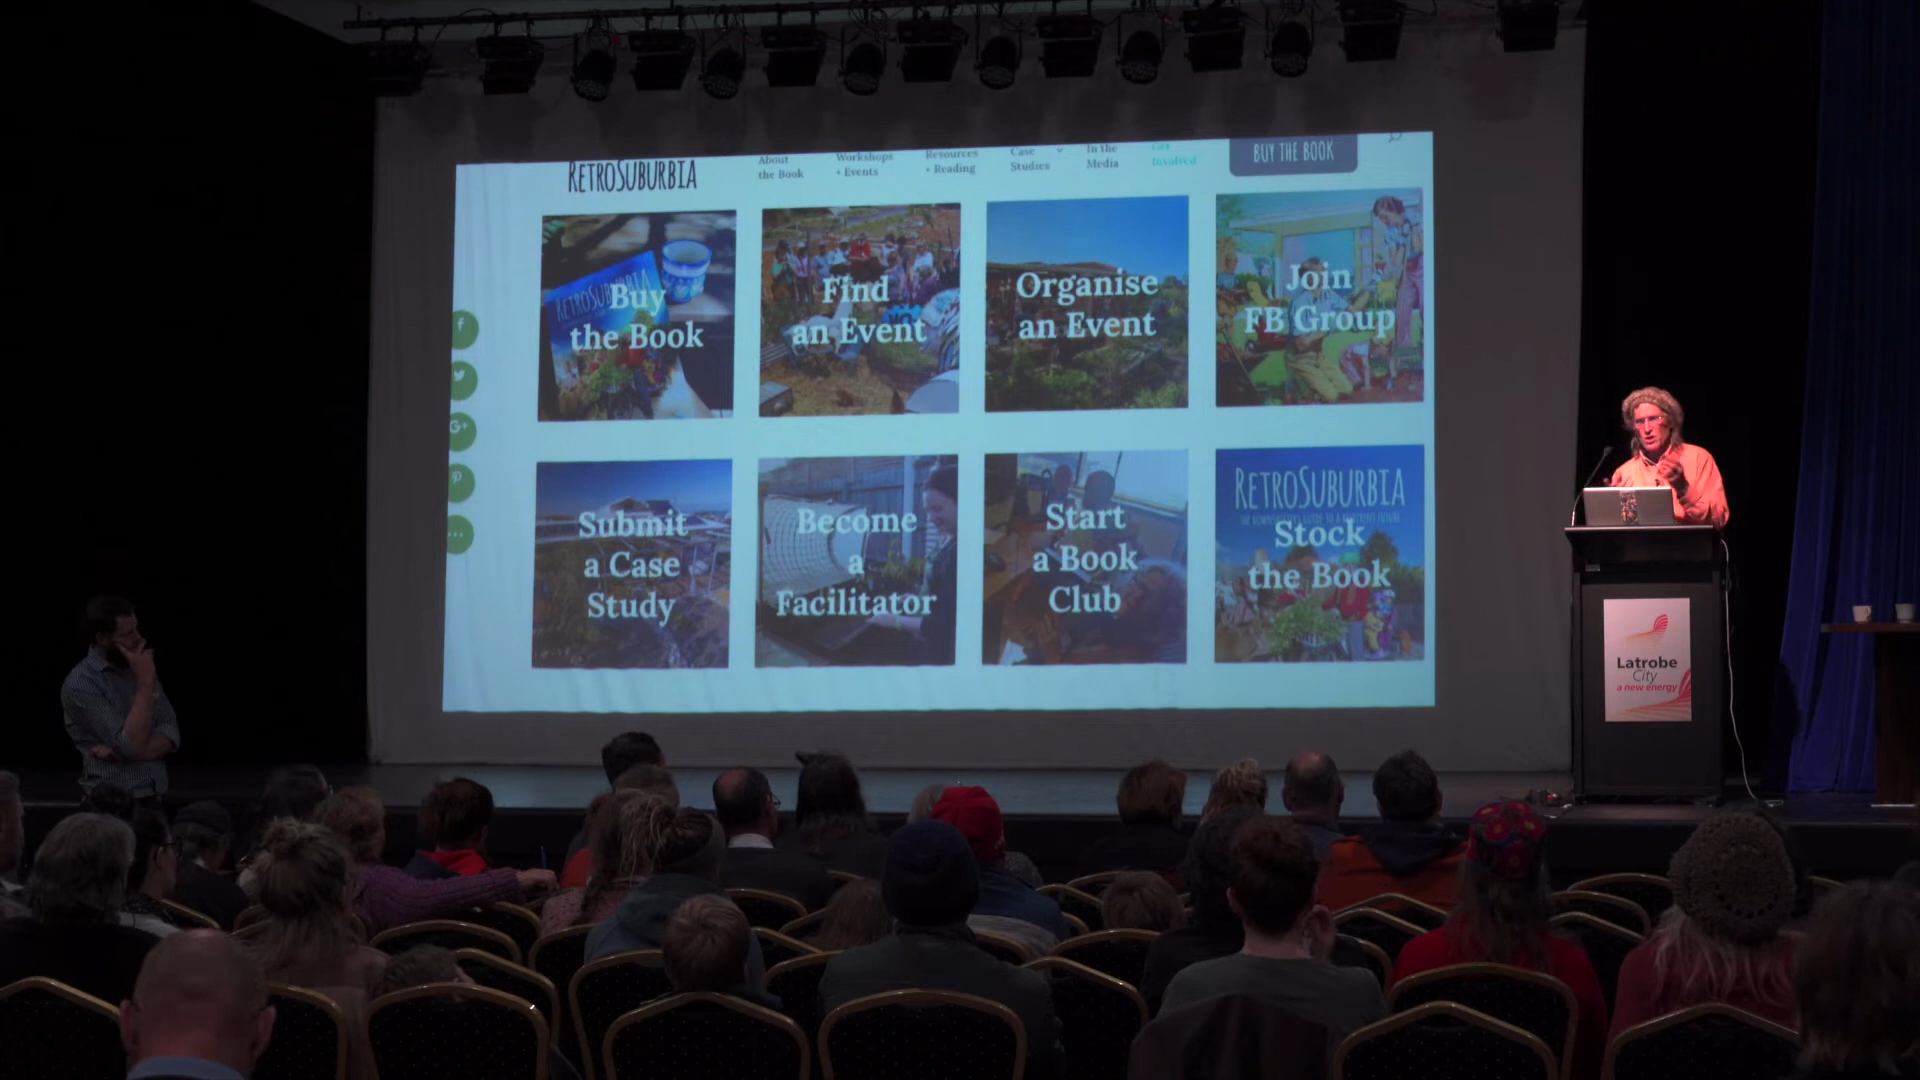 RETROSUBURBIA
About
the Book
Workshops
+ Events
Resources
+ Reading
Case
Studies
In the
Media
Get
Involved
BUY THE BOOK
Buy
the Book
Find
an Event
Organise
an Event
Join
FB Group
RETROSUBURBIA
Submit
a Case
Study
Become
a
Facilitator
Start
a Book
Club
RETROSUBURBIA
Stock
the Book
f
G+
Latrobe
City
a new energy